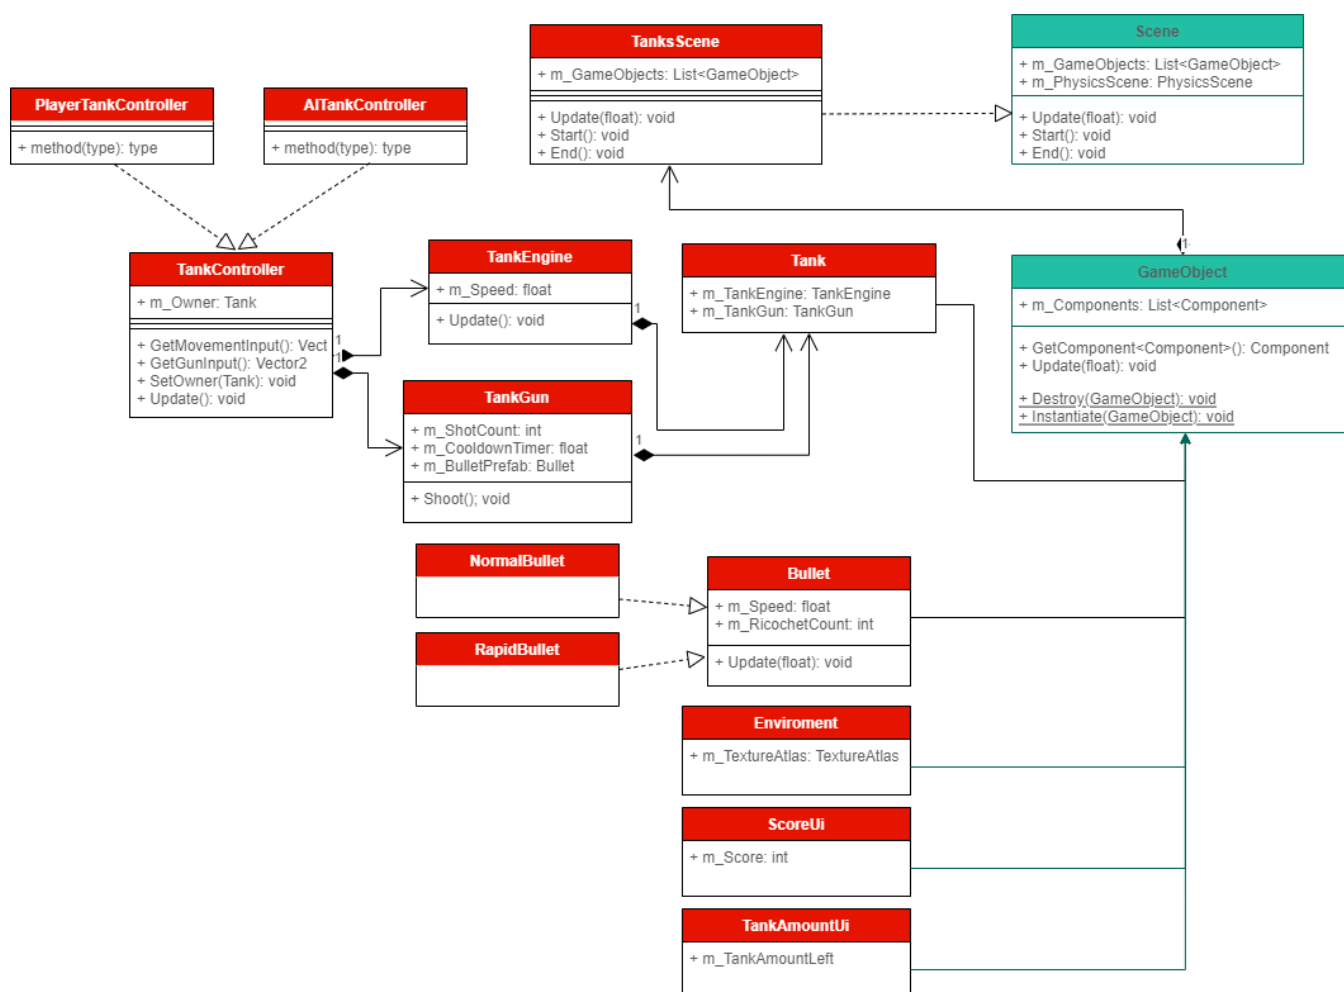 TanksScene
+ m_GameObjects: List<GameObject>
+ Update(float): void
+ Start(): void
+ End(): void
Scene
+ m_GameObjects: List<GameObject>
+ m_PhysicsScene: PhysicsScene
+ Update(float): void
+ Start(): void
+ End(): void
PlayerTankController
+ method(type): type
AITankController
+ method(type): type
TankController
+ m_Owner: Tank
+ GetMovementInput(): Vect
+ GetGunInput(): Vector2
+ SetOwner(Tank): void
+ Update(): void
1
1
TankEngine
+ m_Speed: float
+ Update(): void
1
Tank
+ m_TankEngine: TankEngine
+ m_TankGun: TankGun
1
GameObject
+ m_Components: List<Component>
+ GetComponent<Component>(): Component
+ Update(float): void
+ Destroy(GameObject): void
+ Instantiate(GameObject): void
TankGun
+ m_ShotCount: int
+ m_CooldownTimer: float
+ m_BulletPrefab: Bullet
+ Shoot(); void
1
NormalBullet
RapidBullet
Bullet
+ m_Speed: float
+ m_RicochetCount: int
+ Update(float): void
Enviroment
+ m_TextureAtlas: TextureAtlas
ScoreUi
+ m_Score: int
TankAmountUi
+ m_TankAmountLeft